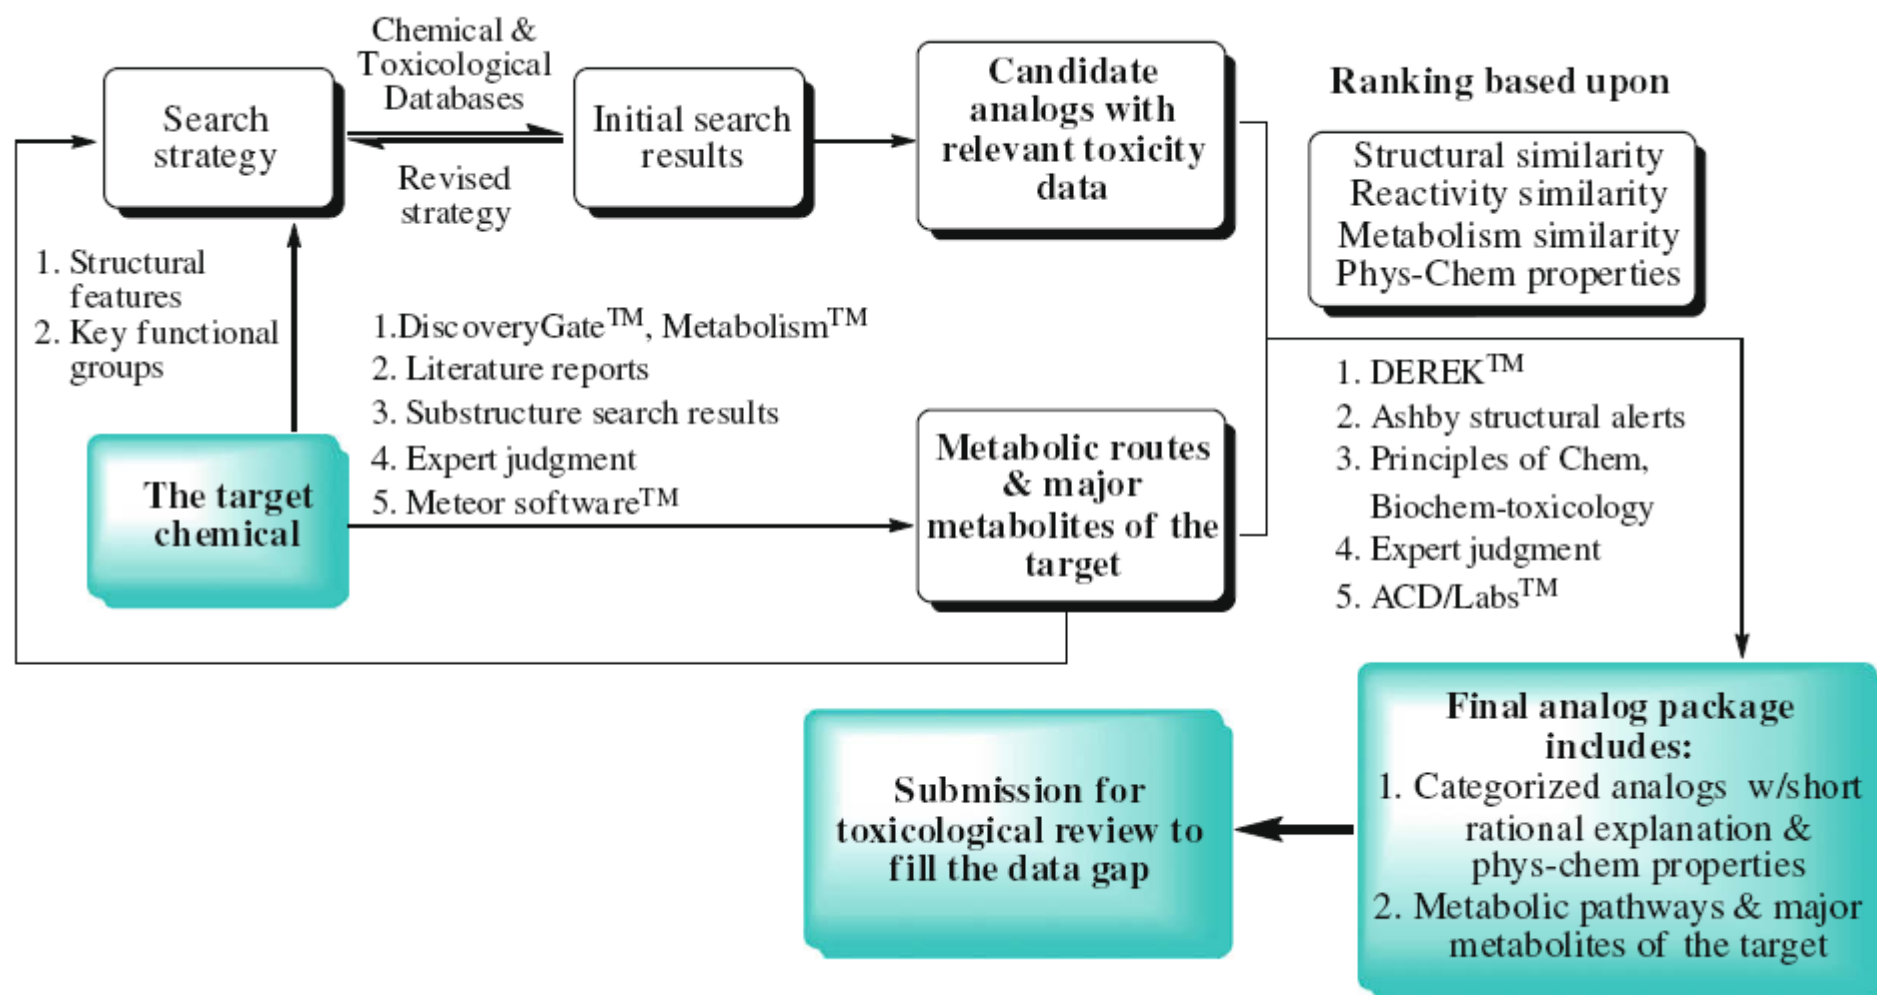 Chemical &
Toxicological
Databases
Search
strategy
Initial search
results
Revised
strategy
Candidate
analogs with
relevant toxicity
data
Ranking based upon
Structural similarity
Reactivity similarity
Metabolism similarity
Phys-Chem properties
1. Structural
features
2. Key functional
groups
1.DiscoveryGate™, Metabolism™
2. Literature reports
3. Substructure search results
4. Expert judgment
5. Meteor software™
The target
chemical
Metabolic routes
& major
metabolites of the
target
1. DEREK™
2. Ashby structural alerts
3. Principles of Chem,
Biochem-toxicology
4. Expert judgment
5. ACD/Labs™
Final analog package
includes:
1. Categorized analogs w/short
rational explanation &
phys-chem properties
2. Metabolic pathways & major
metabolites of the target
Submission for
toxicological review to
fill the data gap